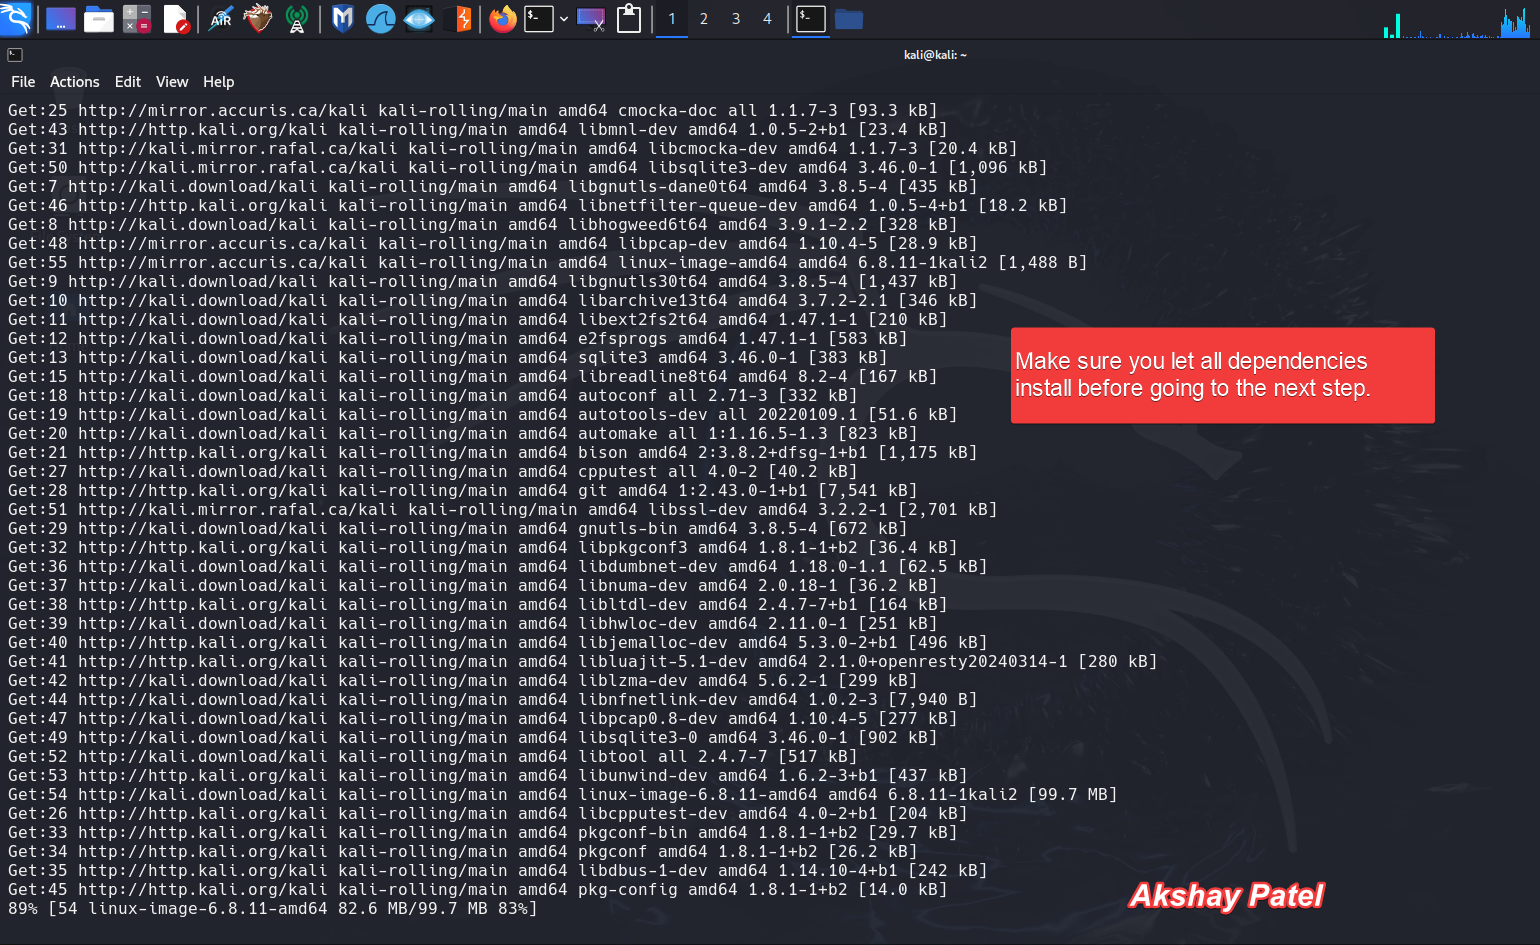 1 2 3 4
kali@kali: ~
File Actions Edit View Help
Get:25 http://mirror.accuris.ca/kali kali-rolling/main amd64 cmocka-doc all 1.1.7-3 [93.3 kB]
Get:43 http://http.kali.org/kali kali-rolling/main amd64 libmnl-dev amd64 1.0.5-2+b1 [23.4 kB]
Get:31 http://kali.mirror.rafal.ca/kali kali-rolling/main amd64 libcmocka-dev amd64 1.1.7-3 [20.4 kB]
Get:50 http://kali.mirror.rafal.ca/kali kali-rolling/main amd64 libsqlite3-dev amd64 3.46.0-1 [1,096 kB]
Get:7 http://kali.download/kali kali-rolling/main amd64 libgnutls-dane0t64 amd64 3.8.5-4 [435 kB]
Get:46 http://http.kali.org/kali kali-rolling/main amd64 libnetfilter-queue-dev amd64 1.0.5-4+b1 [18.2 kB]
Get:8 http://kali.download/kali kali-rolling/main amd64 libhogweed6t64 amd64 3.9.1-2.2 [328 kB]
Get:48 http://mirror.accuris.ca/kali kali-rolling/main amd64 libpcap-dev amd64 1.10.4-5 [28.9 kB]
Get:55 http://mirror.accuris.ca/kali kali-rolling/main amd64 linux-image-amd64 amd64 6.8.11-1kali2 [1,488 B]
Get:9 http://kali.download/kali kali-rolling/main amd64 libgnutls30t64 amd64 3.8.5-4 [1,437 kB]
Get:10 http://kali.download/kali kali-rolling/main amd64 libarchive13t64 amd64 3.7.2-2.1 [346 kB]
Get:11 http://kali.download/kali kali-rolling/main amd64 libext2fs2t64 amd64 1.47.1-1 [210 kB]
Get:12 http://kali.download/kali kali-rolling/main amd64 e2fsprogs amd64 1.47.1-1 [583 kB]
Get:13 http://kali.download/kali kali-rolling/main amd64 sqlite3 amd64 3.46.0-1 [383 kB]
Get:15 http://kali.download/kali kali-rolling/main amd64 libreadline8t64 amd64 8.2-4 [167 kB]
Get:18 http://kali.download/kali kali-rolling/main amd64 autoconf all 2.71-3 [332 kB]
Get:19 http://kali.download/kali kali-rolling/main amd64 autotools-dev all 20220109.1 [51.6 kB]
Get:20 http://kali.download/kali kali-rolling/main amd64 automake all 1:1.16.5-1.3 [823 kB]
Get:21 http://http.kali.org/kali kali-rolling/main amd64 bison amd64 2:3.8.2+dfsg-1+b1 [1,175 kB]
Get:27 http://kali.download/kali kali-rolling/main amd64 cpputest all 4.0-2 [40.2 kB]
Get:28 http://http.kali.org/kali kali-rolling/main amd64 git amd64 1:2.43.0-1+b1 [7,541 kB]
Get:51 http://kali.mirror.rafal.ca/kali kali-rolling/main amd64 libssl-dev amd64 3.2.2-1 [2,701 kB]
Get:29 http://kali.download/kali kali-rolling/main amd64 gnutls-bin amd64 3.8.5-4 [672 kB]
Get:32 http://http.kali.org/kali kali-rolling/main amd64 libpkgconf3 amd64 1.8.1-1+b2 [36.4 kB]
Get:36 http://kali.download/kali kali-rolling/main amd64 libdumbnet-dev amd64 1.18.0-1.1 [62.5 kB]
Get:37 http://kali.download/kali kali-rolling/main amd64 libnuma-dev amd64 2.0.18-1 [36.2 kB]
Get:38 http://http.kali.org/kali kali-rolling/main amd64 libltdl-dev amd64 2.4.7-7+b1 [164 kB]
Get:39 http://kali.download/kali kali-rolling/main amd64 libhwloc-dev amd64 2.11.0-1 [251 kB]
Get:40 http://http.kali.org/kali kali-rolling/main amd64 libjemalloc-dev amd64 5.3.0-2+b1 [496 kB]
Get:41 http://kali.download/kali kali-rolling/main amd64 libluajit-5.1-dev amd64 2.1.0+openresty20240314-1 [280 kB]
Get:42 http://kali.download/kali kali-rolling/main amd64 liblzma-dev amd64 5.6.2-1 [299 kB]
Get:44 http://kali.download/kali kali-rolling/main amd64 libnfnetlink-dev amd64 1.0.2-3 [7,940 B]
Get:47 http://kali.download/kali kali-rolling/main amd64 libpcap0.8-dev amd64 1.10.4-5 [277 kB]
Get:49 http://kali.download/kali kali-rolling/main amd64 libsqlite3-0 amd64 3.46.0-1 [902 kB]
Get:52 http://kali.download/kali kali-rolling/main amd64 libtool all 2.4.7-7 [517 kB]
Get:53 http://http.kali.org/kali kali-rolling/main amd64 libunwind-dev amd64 1.6.2-3+b1 [437 kB]
Get:54 http://kali.download/kali kali-rolling/main amd64 linux-image-6.8.11-amd64 amd64 6.8.11-1kali2 [99.7 MB]
Get:26 http://http.kali.org/kali kali-rolling/main amd64 libcpputest-dev amd64 4.0-2+b1 [204 kB]
Get:33 http://http.kali.org/kali kali-rolling/main amd64 pkgconf-bin amd64 1.8.1-1+b2 [29.7 kB]
Get:34 http://http.kali.org/kali kali-rolling/main amd64 pkgconf amd64 1.8.1-1+b2 [26.2 kB]
Get:35 http://http.kali.org/kali kali-rolling/main amd64 libdbus-1-dev amd64 1.14.10-4+b1 [242 kB]
Get:45 http://http.kali.org/kali kali-rolling/main amd64 pkg-config amd64 1.8.1-1+b2 [14.0 kB]
89% [54 linux-image-6.8.11-amd64 82.6 MB/99.7 MB 83%]
Make sure you let all dependencies
install before going to the next step.
Akshay Patel